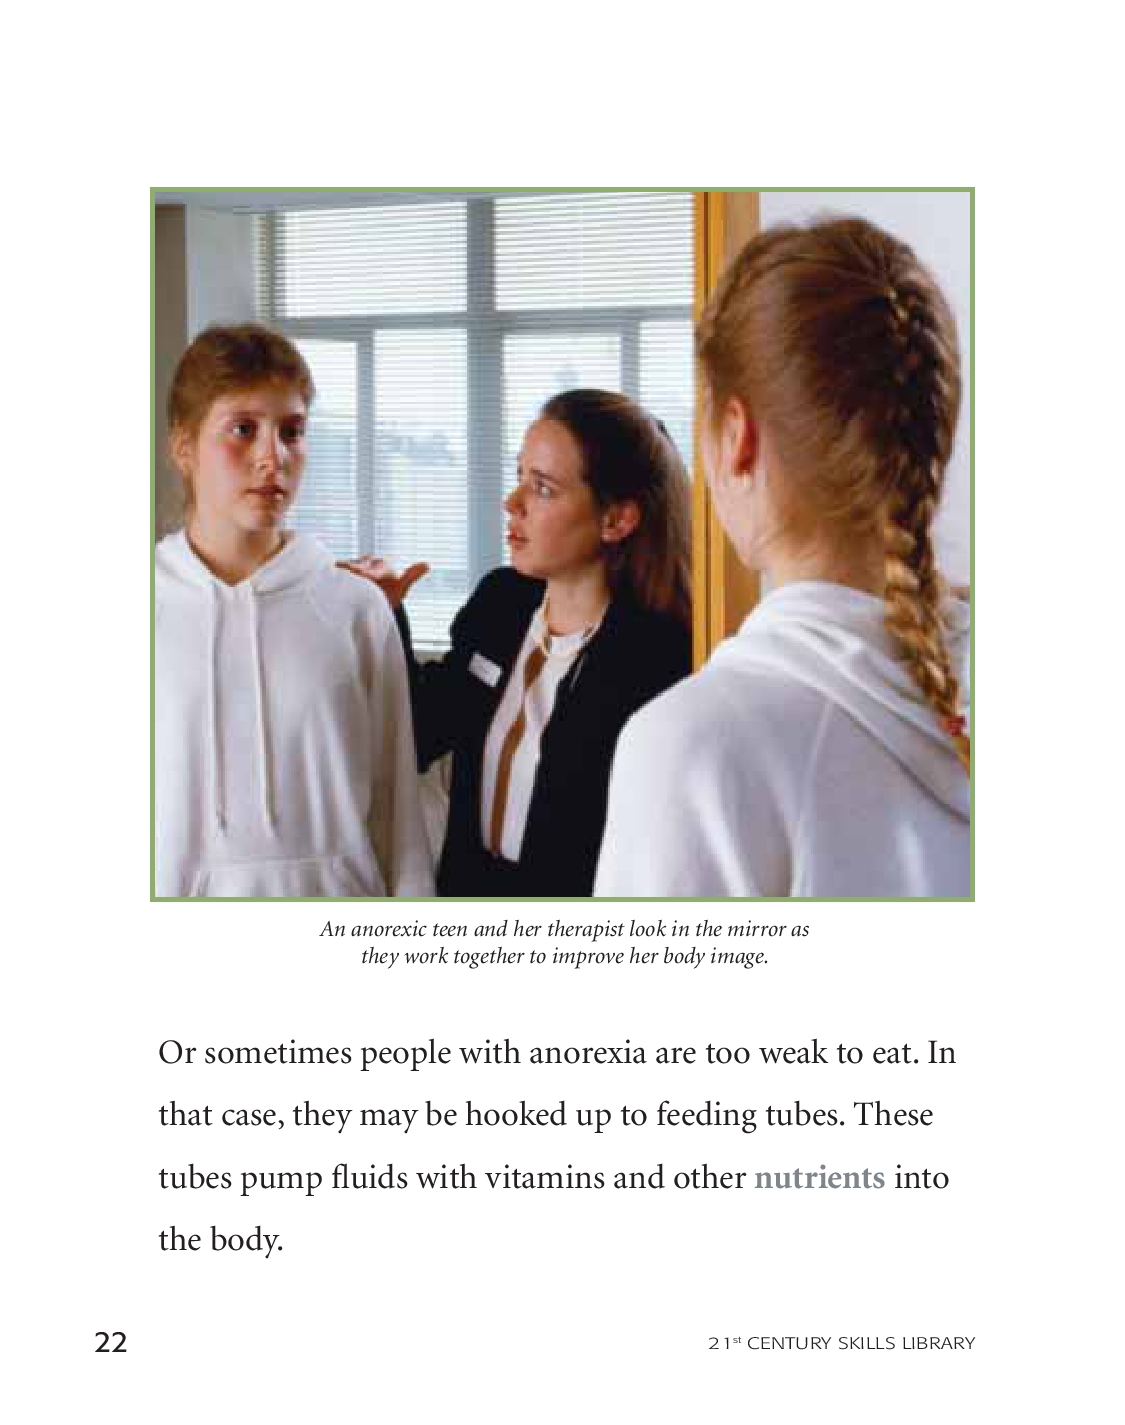 An anorexic teen and her therapist look in the mirror as
they work together to improve her body image.
Or sometimes people with anorexia are too weak to eat. In
that case, they may be hooked up to feeding tubes. These
tubes pump fluids with vitamins and other nutrients into
the body.
22
21st CENTURY SKILLS LIBRARY